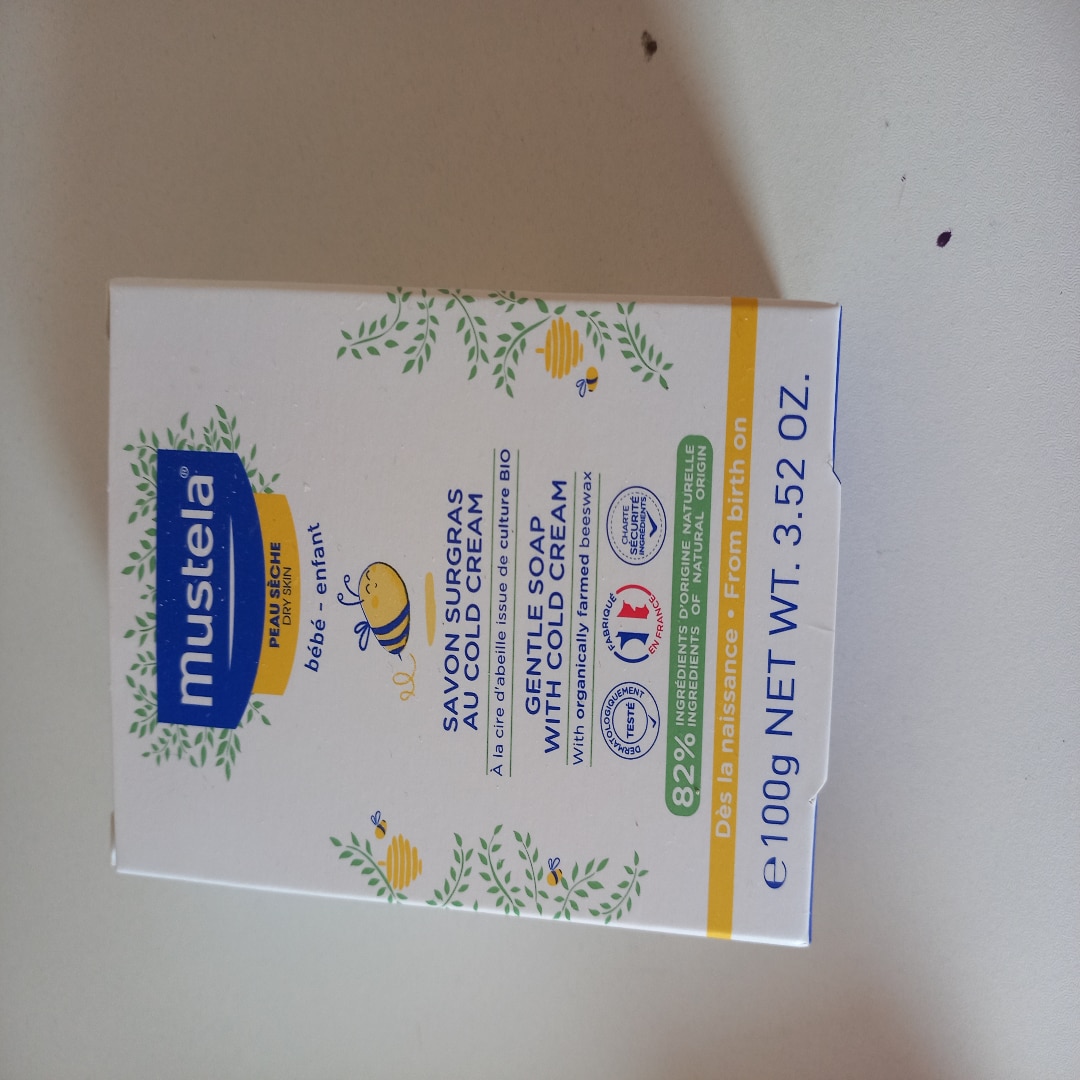 mustela®
PEAU SÈCHE
DRY SKIN
bébé - enfant
SAVON SURGRAS
AU COLD CREAM
À la cire d'abeille issue de culture BIO
GENTLE SOAP
WITH COLD CREAM
With organically farmed beeswax
DERMATOLOGIQUEMENT
TESTÉ
FABRIQUÉ
EN FRANCE
CHARTE
SÉCURITÉ
INGRÉDIENTS
82% INGRÉDIENTS D'ORIGINE NATURELLE
INGREDIENTS OF NATURAL ORIGIN
Dès la naissance • From birth on
e 100g NET WT. 3.52 OZ.